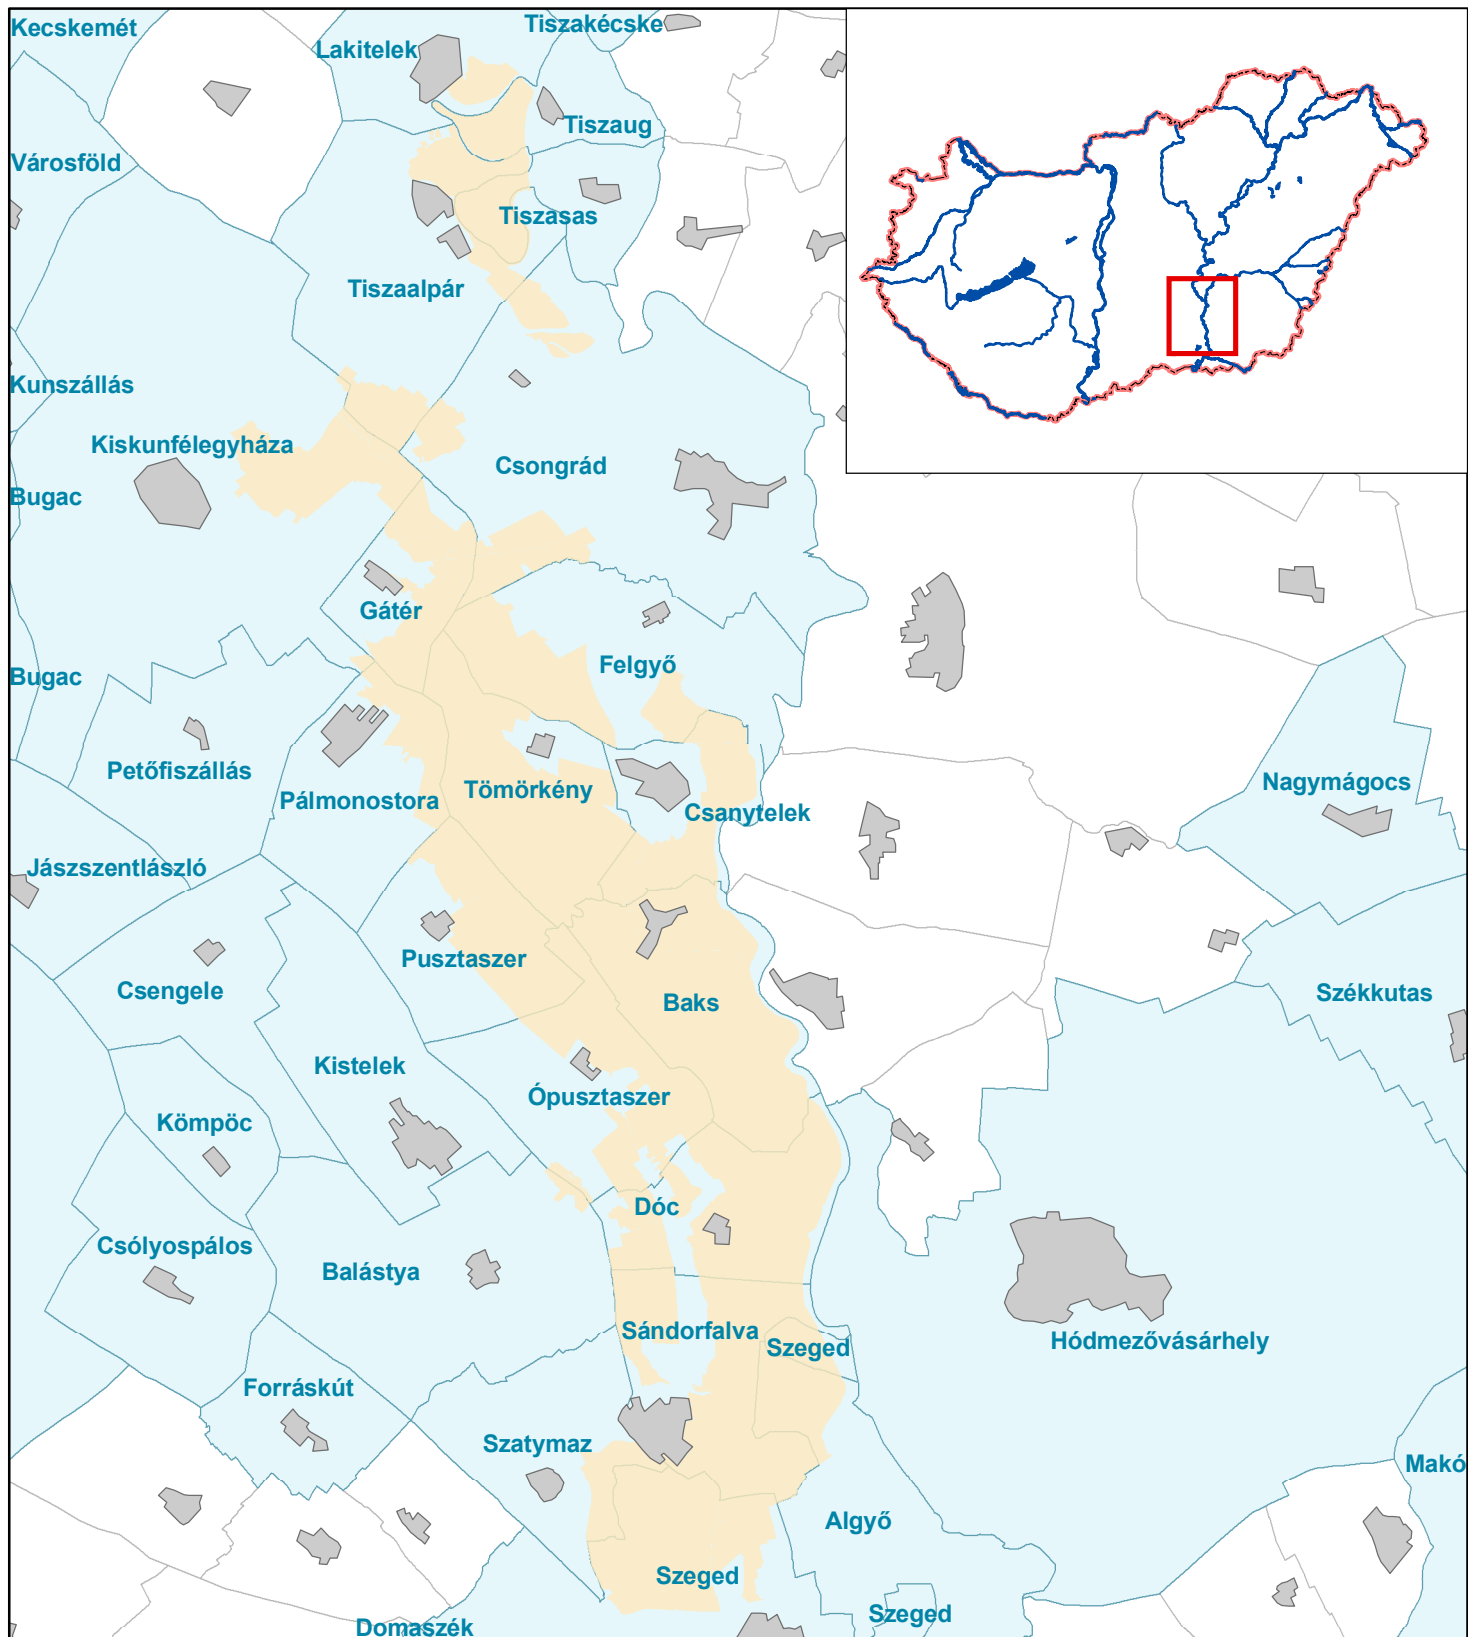 Kecskemét
Tiszakécske
Lakitelek
Tiszaug
Városföld
Tiszasas
Tiszaalpár
Kunszállás
Kiskunfélegyháza
Csongrád
Bugac
Gátér
Felgyő
Bugac
Petőfiszállás
Nagymágocs
Tömörkény
Pálmonostora
Csanytelek
Jászszentlászló
Pusztaszer
Csengele
Székkutas
Baks
Kistelek
Ópusztaszer
Kömpöc
Dóc
Csólyospálos
Balástya
Sándorfalva
Hódmezővásárhely
Szeged
Forráskút
Szatymaz
Makó
Algyő
Szeged
Szeged
Domaszék